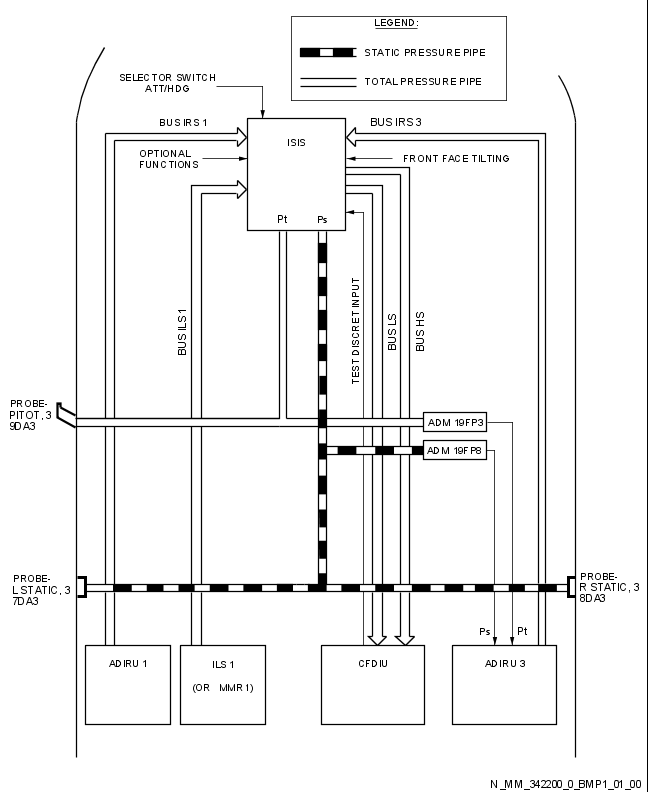 LEGEND:
STATIC PRESSURE PIPE
TOTAL PRESSURE PIPE
SELECTOR SWITCH
ATT/HDG
BUS IRS 1
BUS IRS 3
ISIS
OPTIONAL
FUNCTIONS
FRONT FACE TILTING
Pt
Ps
BUS ILS 1
TEST DISCRET INPUT
BUS LS
BUS HS
PROBE-
PITOT, 3
9DA3
ADM 19FP3
ADM 19FP8
PROBE-
L STATIC, 3
7DA3
PROBE-
R STATIC, 3
8DA3
Ps
Pt
ADIRU 1
ILS 1
(OR MMR 1)
CFDIU
ADIRU 3
N_MM_342200_0_BMP1_01_00